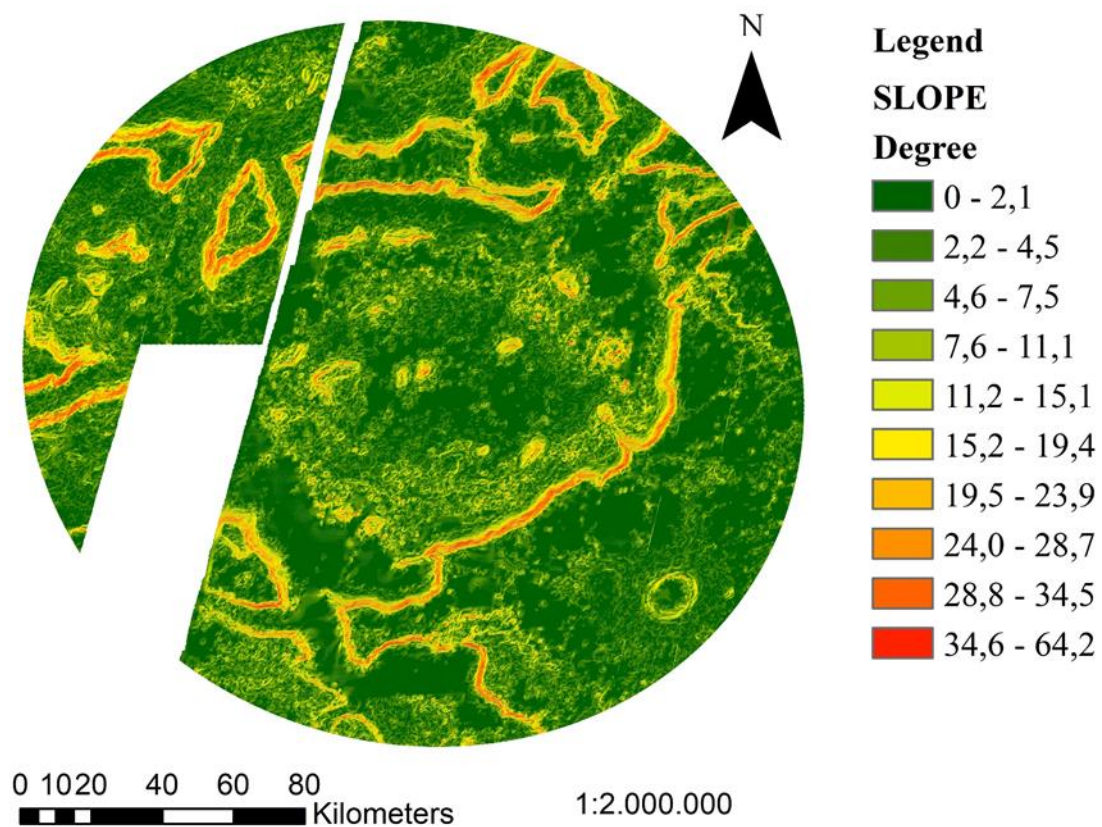 N
Legend
SLOPE
Degree
0 - 2,1
2,2 - 4,5
4,6 - 7,5
7,6 - 11,1
11,2 - 15,1
15,2 - 19,4
19,5 - 23,9
24,0 - 28,7
28,8 - 34,5
34,6 - 64,2
0 10 20 40 60 80
Kilometers
1:2.000.000